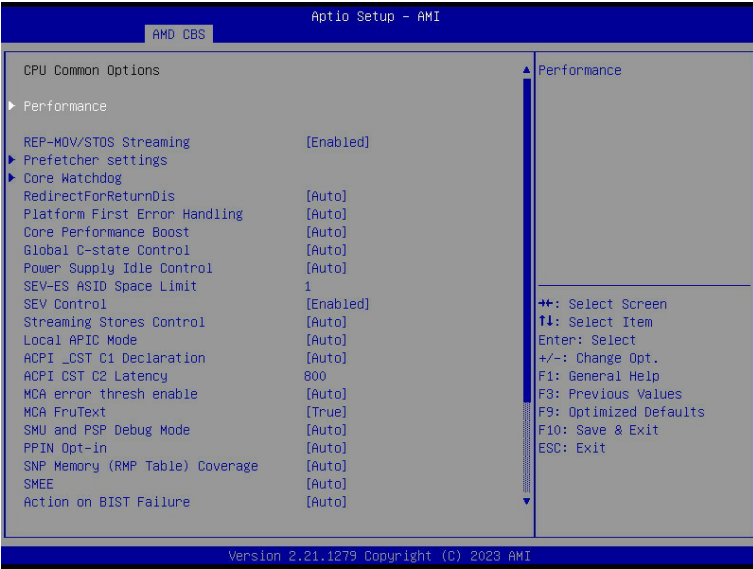 Aptio Setup - AMI
AMD CBS
CPU Common Options
Performance
REP-MOV/STOS Streaming [Enabled]
Prefetcher settings
Core Watchdog
RedirectForReturnDis [Auto]
Platform First Error Handling [Auto]
Core Performance Boost [Auto]
Global C-state Control [Auto]
Power Supply Idle Control [Auto]
SEV-ES ASID Space Limit 1
SEV Control [Enabled]
Streaming Stores Control [Auto]
Local APIC Mode [Auto]
ACPI _CST C1 Declaration [Auto]
ACPI CST C2 Latency 800
MCA error thresh enable [Auto]
MCA FruText [True]
SMU and PSP Debug Mode [Auto]
PPIN Opt-in [Auto]
SNP Memory (RMP Table) Coverage [Auto]
SMEE [Auto]
Action on BIST Failure [Auto]
Performance
→←: Select Screen
↑↓: Select Item
Enter: Select
+/-: Change Opt.
F1: General Help
F3: Previous Values
F9: Optimized Defaults
F10: Save & Exit
ESC: Exit
Version 2.21.1279 Copyright (C) 2023 AMI